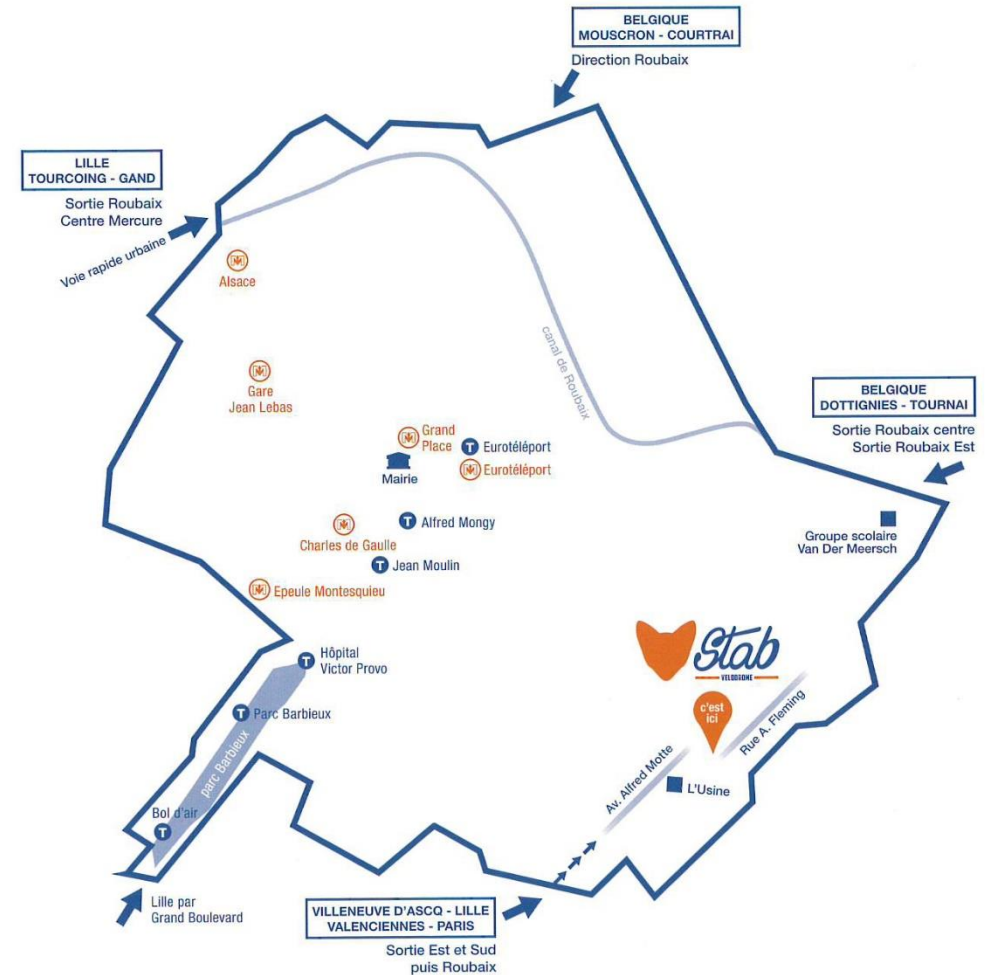 BELGIQUE
MOUSCRON - COURTRAI
Direction Roubaix
LILLE
TOURCOING - GAND
Sortie Roubaix
Centre Mercure
Voie rapide urbaine
Alsace
canal de Roubaix
Gare
Jean Lebas
BELGIQUE
DOTTIGNIES - TOURNAI
Sortie Roubaix centre
Sortie Roubaix Est
Grand
Place
T Eurotéléport
Eurotéléport
Mairie
T Alfred Mongy
Charles de Gaulle
Groupe scolaire
Van Der Meersch
T Jean Moulin
Epeule Montesquieu
Stab
VELODROME
T Hôpital
Victor Provo
c'est
ici
T Parc Barbieux
parc Barbieux
Rue A. Fleming
Av. Alfred Motte
L'Usine
Bol d'air
T
Lille par
Grand Boulevard
VILLENEUVE D'ASCQ - LILLE
VALENCIENNES - PARIS
Sortie Est et Sud
puis Roubaix